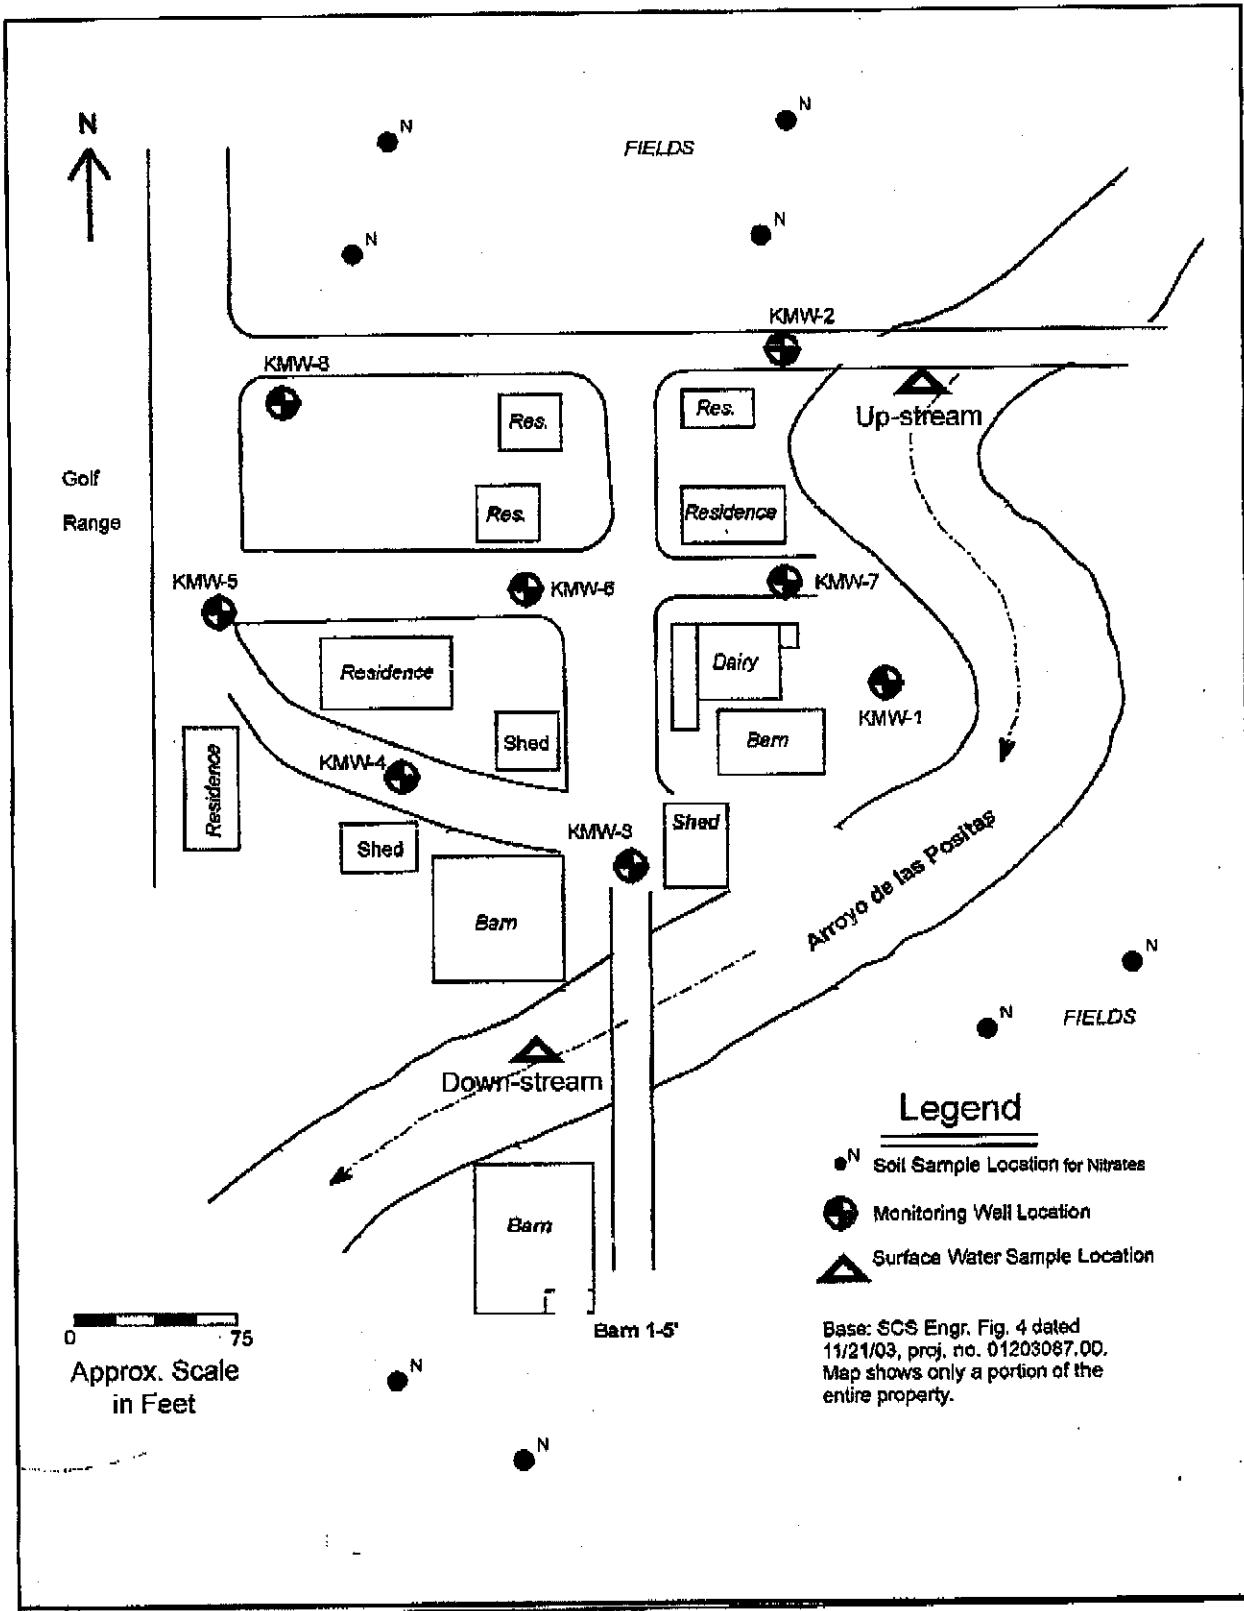 N
N
N
FIELDS
N
N
KMW-2
KMW-8
Res.
Res.
Up-stream
Golf
Range
Res.
Residence
KMW-5
KMW-6
KMW-7
Residence
Dairy
KMW-1
Shed
Barn
KMW-4
Residence
Shed
KMW-3
Shed
Barn
Arroyo de las Positas
N
N
FIELDS
Down-stream
Legend
N Soil Sample Location for Nitrates
Monitoring Well Location
Surface Water Sample Location
Barn
Barn 1-5'
0 75
Approx. Scale
in Feet
Base: SCS Engr. Fig. 4 dated
11/21/03, proj. no. 01203087.00.
Map shows only a portion of the
entire property.
N
N